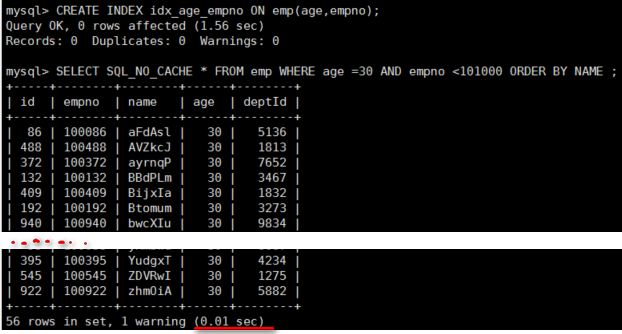 mysql> CREATE INDEX idx_age_empno ON emp(age,empno);
Query OK, 0 rows affected (1.56 sec)
Records: 0  Duplicates: 0  Warnings: 0
mysql> SELECT SQL_NO_CACHE * FROM emp WHERE age =30 AND empno <101000 ORDER BY NAME ;
+-----+--------+--------+------+--------+
| id | empno | name | age | deptId |
+-----+--------+--------+------+--------+
| 86 | 100086 | aFdAsl | 30 | 5136 |
| 488 | 100488 | AVZkcJ | 30 | 1813 |
| 372 | 100372 | ayrnqP | 30 | 7652 |
| 132 | 100132 | BBdPLm | 30 | 3467 |
| 409 | 100409 | BijxIa | 30 | 1832 |
| 192 | 100192 | Btomum | 30 | 3273 |
| 940 | 100940 | bwcXIu | 30 | 9834 |
| 395 | 100395 | YudgxT | 30 | 4234 |
| 545 | 100545 | ZDVRwI | 30 | 1275 |
| 922 | 100922 | zhmOiA | 30 | 5882 |
+-----+--------+--------+------+--------+
56 rows in set, 1 warning (0.01 sec)